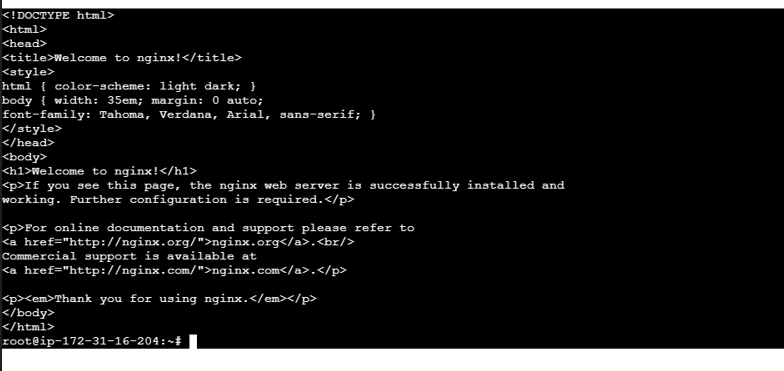 <!DOCTYPE html>
<html>
<head>
<title>Welcome to nginx!</title>
<style>
html { color-scheme: light dark; }
body { width: 35em; margin: 0 auto;
font-family: Tahoma, Verdana, Arial, sans-serif; }
</style>
</head>
<body>
<h1>Welcome to nginx!</h1>
<p>If you see this page, the nginx web server is successfully installed and
working. Further configuration is required.</p>

<p>For online documentation and support please refer to
<a href="http://nginx.org/">nginx.org</a>.<br/>
Commercial support is available at
<a href="http://nginx.com/">nginx.com</a>.</p>

<p><em>Thank you for using nginx.</em></p>
</body>
</html>
root@ip-172-31-16-204:~#